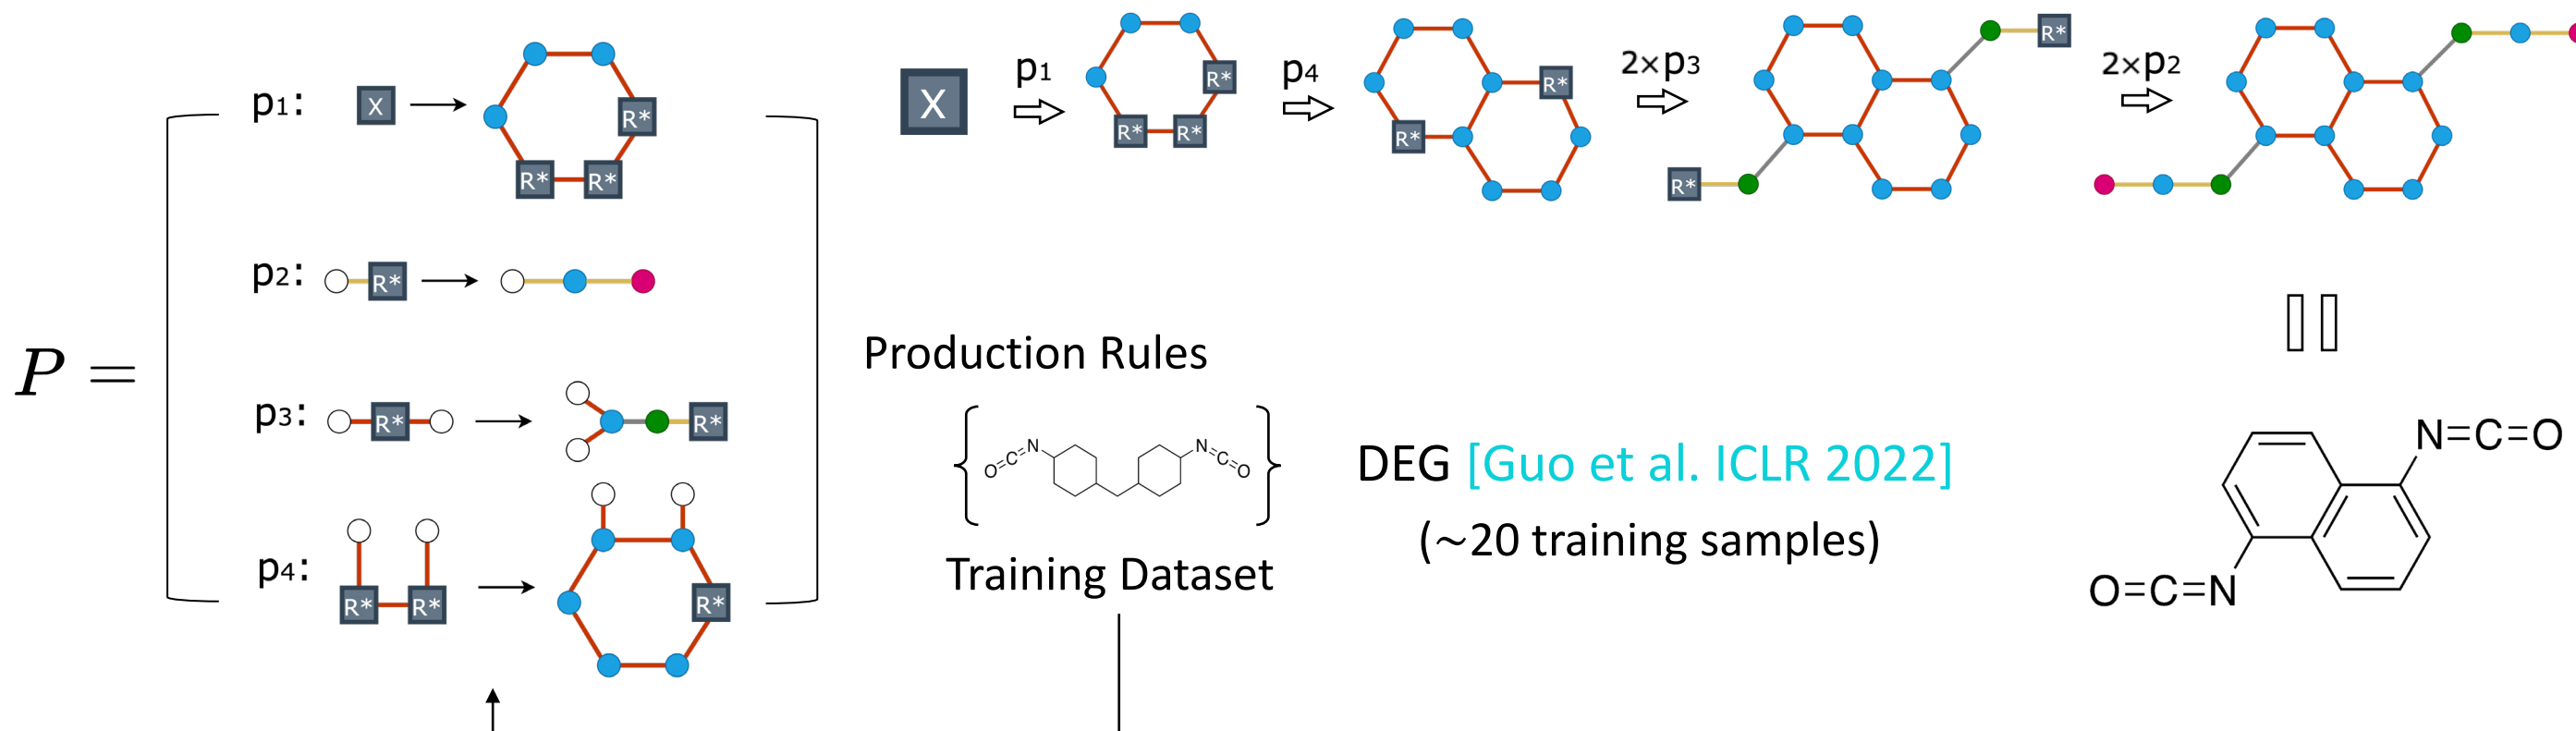 P =
p1:
X
R*
R* R*
p2:
R*
p3:
R*
R*
p4:
R* R*
R*
X
p1
R*
R* R*
p4
R*
R*
2×p3
R*
R*
2×p2
Production Rules
O=C=N
N=C=O
Training Dataset
DEG [Guo et al. ICLR 2022]
(~20 training samples)
N=C=O
O=C=N